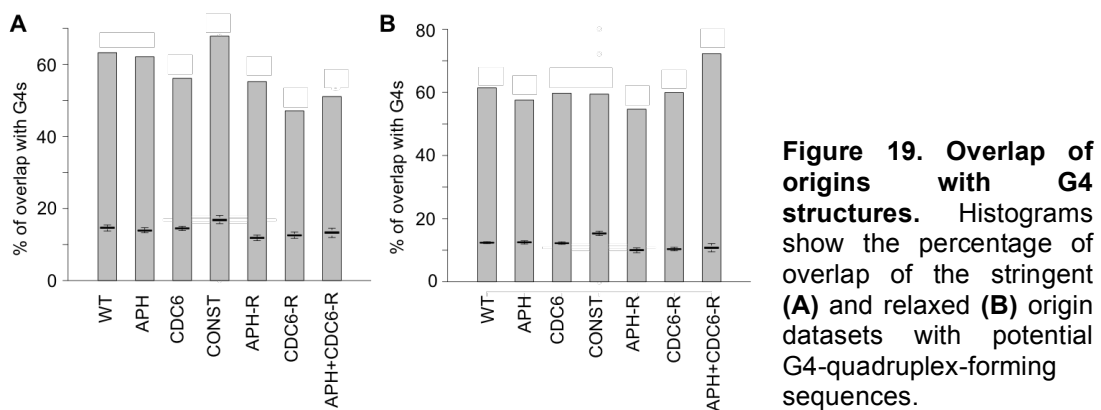 A
% of overlap with G4s
60
40
20
0
WT
APH
CDC6
CONST
APH-R
CDC6-R
APH+CDC6-R
B
% of overlap with G4s
80
60
40
20
0
WT
APH
CDC6
CONST
APH-R
CDC6-R
APH+CDC6-R
Figure 19. Overlap of
origins with G4
structures. Histograms
show the percentage of
overlap of the stringent
(A) and relaxed (B) origin
datasets with potential
G4-quadruplex-forming
sequences.